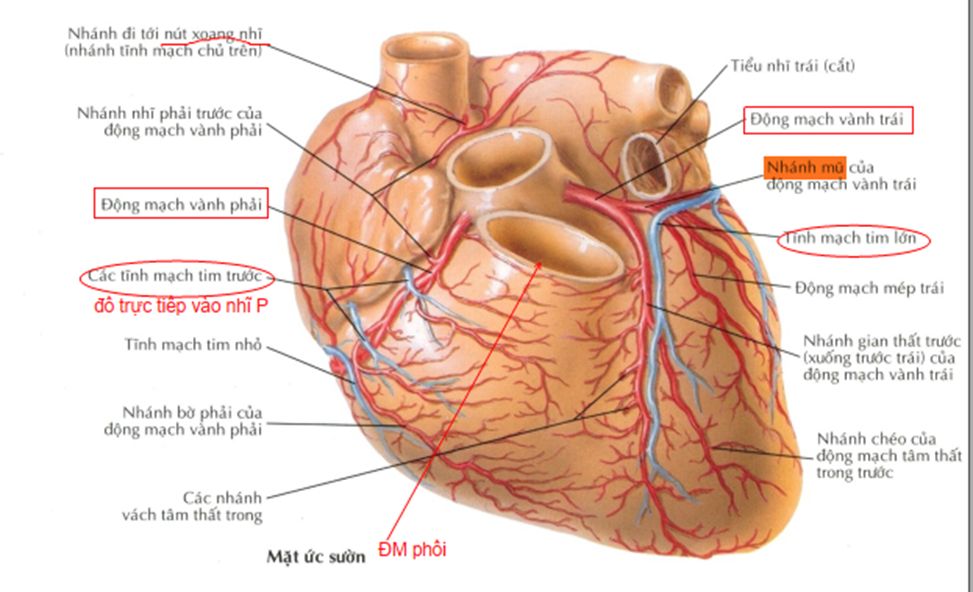 Nhánh đi tới nút xoang nhĩ
(nhánh tĩnh mạch chủ trên)
Nhánh nhĩ phải trước của
động mạch vành phải
Động mạch vành phải
Các tĩnh mạch tim trước
đổ trực tiếp vào nhĩ P
Tĩnh mạch tim nhỏ
Nhánh bờ phải của
động mạch vành phải
Các nhánh
vách tâm thất trong
Mặt ức sườn
ĐM phổi
Tiểu nhĩ trái (cắt)
Động mạch vành trái
Nhánh mũ của
động mạch vành trái
Tĩnh mạch tim lớn
Động mạch mép trái
Nhánh gian thất trước
(xuống trước trái) của
động mạch vành trái
Nhánh chéo của
động mạch tâm thất
trong trước